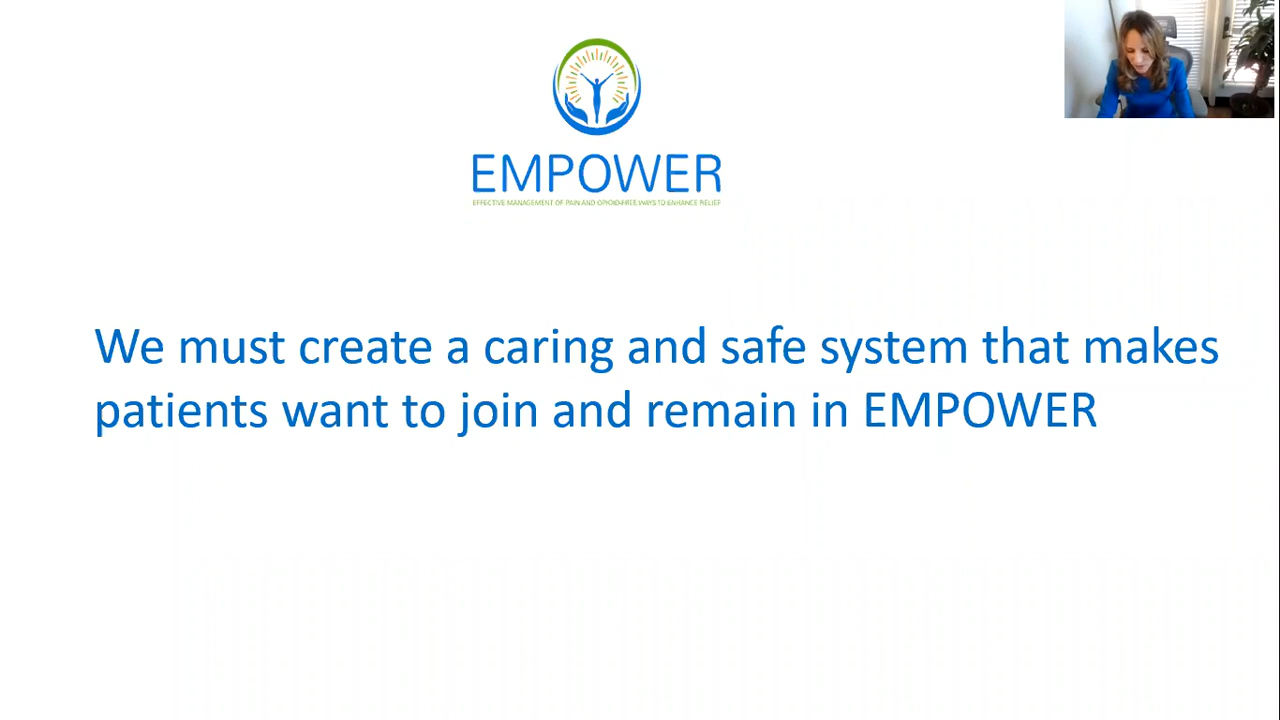 EMPOWER
EFFECTIVE MANAGEMENT OF PAIN AND OPIOID-FREE WAYS TO ENHANCE RELIEF
We must create a caring and safe system that makes
patients want to join and remain in EMPOWER